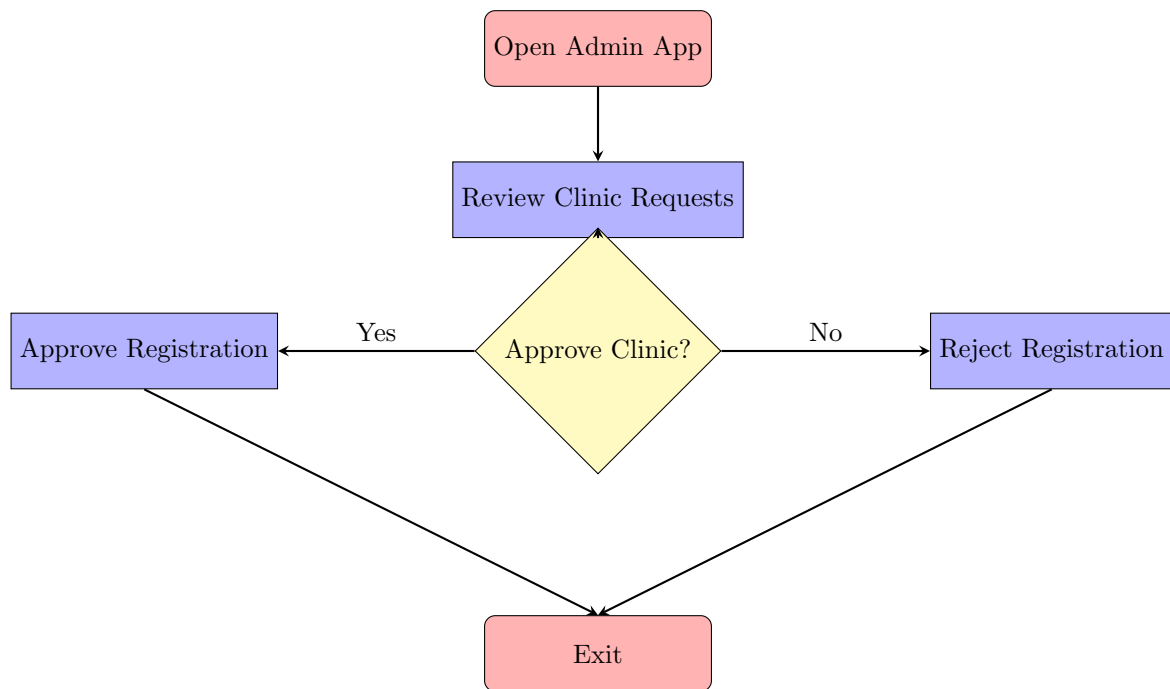 Open Admin App
Review Clinic Requests
Yes
No
Approve Registration
Approve Clinic?
Reject Registration
Exit